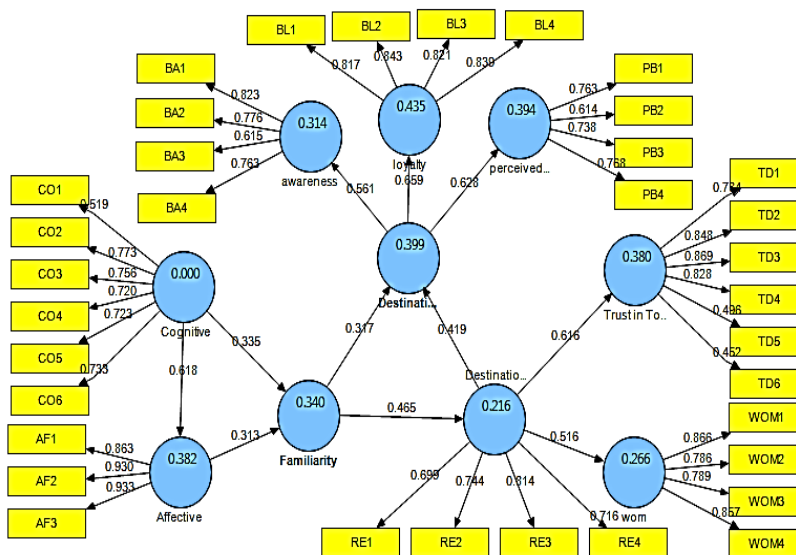 BL1
BL2
BL3
BL4
0.817
0.843
0.821
0.839
0.435
loyalty
BA1
BA2
BA3
BA4
0.823
0.776
0.615
0.763
0.314
awareness
PB1
PB2
PB3
PB4
0.763
0.614
0.738
0.768
0.394
perceived...
0.561
0.659
0.628
0.399
Destinati...
CO1
CO2
CO3
CO4
CO5
CO6
0.519
0.773
0.756
0.720
0.723
0.733
0.000
Cognitive
0.335
0.618
0.317
0.419
TD1
TD2
TD3
TD4
TD5
TD6
0.764
0.848
0.869
0.828
0.496
0.452
0.380
Trust in To...
0.616
AF1
AF2
AF3
0.863
0.930
0.933
0.382
Affective
0.313
0.340
Familiarity
0.465
Destinatio...
0.216
0.516
0.266
wom
WOM1
WOM2
WOM3
WOM4
0.866
0.786
0.789
0.857
0.699
0.744
0.814
0.716
RE1
RE2
RE3
RE4